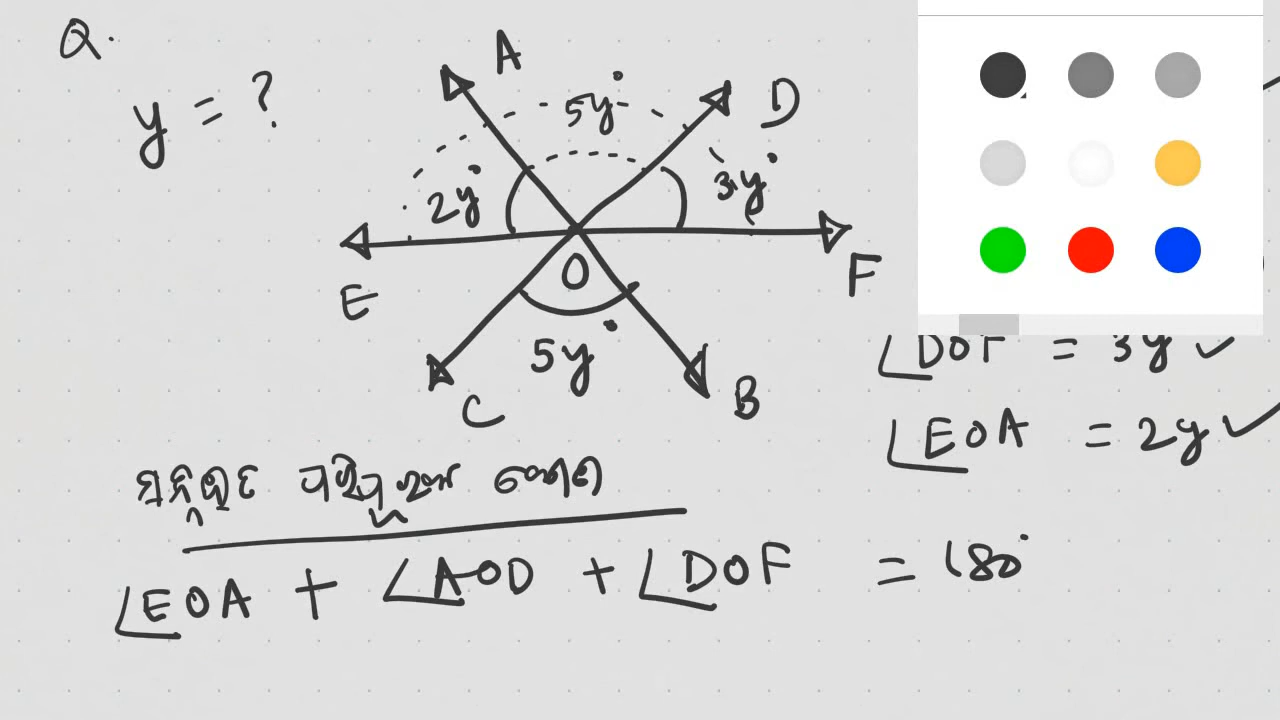 Q.
y = ?
A
5y°
D
2y°
3y°
E
O
F
5y°
C
B
∠DOF = 3y ✓
∠EOA = 2y ✓
∠EOA + ∠AOD + ∠DOF = 180°